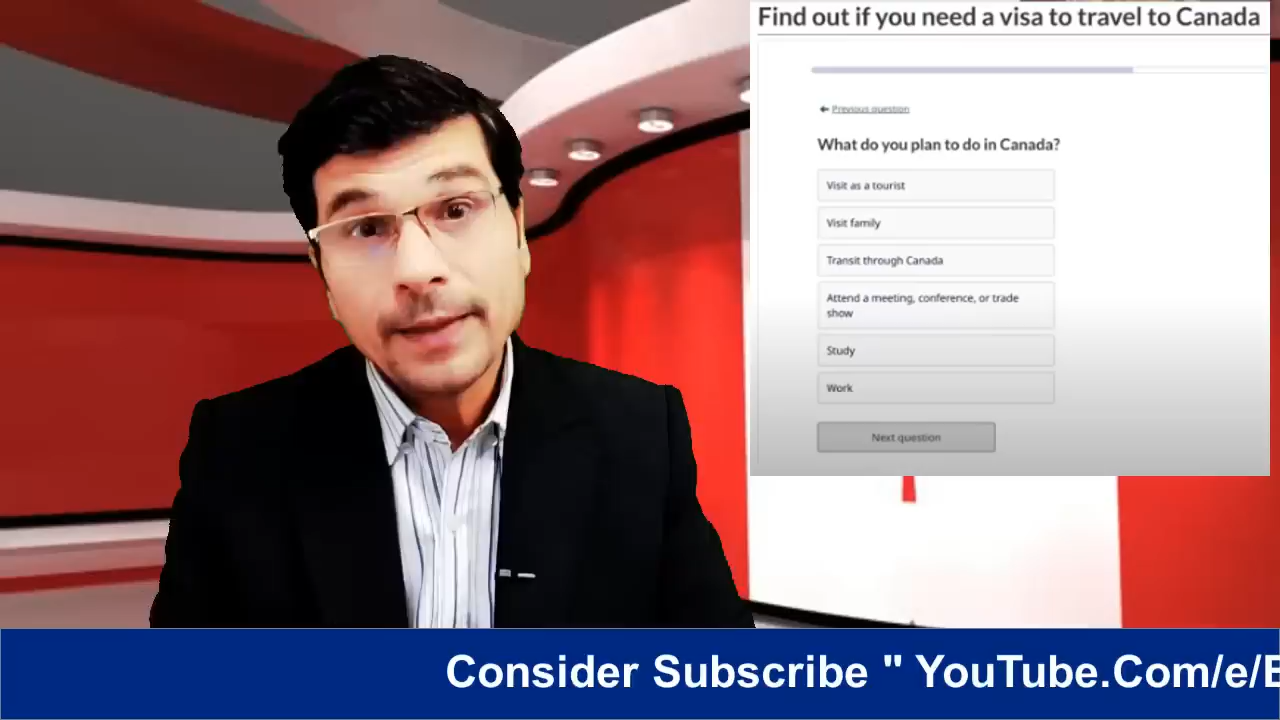 Find out if you need a visa to travel to Canada
Previous question
What do you plan to do in Canada?
Visit as a tourist
Visit family
Transit through Canada
Attend a meeting, conference, or trade
show
Study
Work
Next question
Consider Subscribe " YouTube.Com/e/E